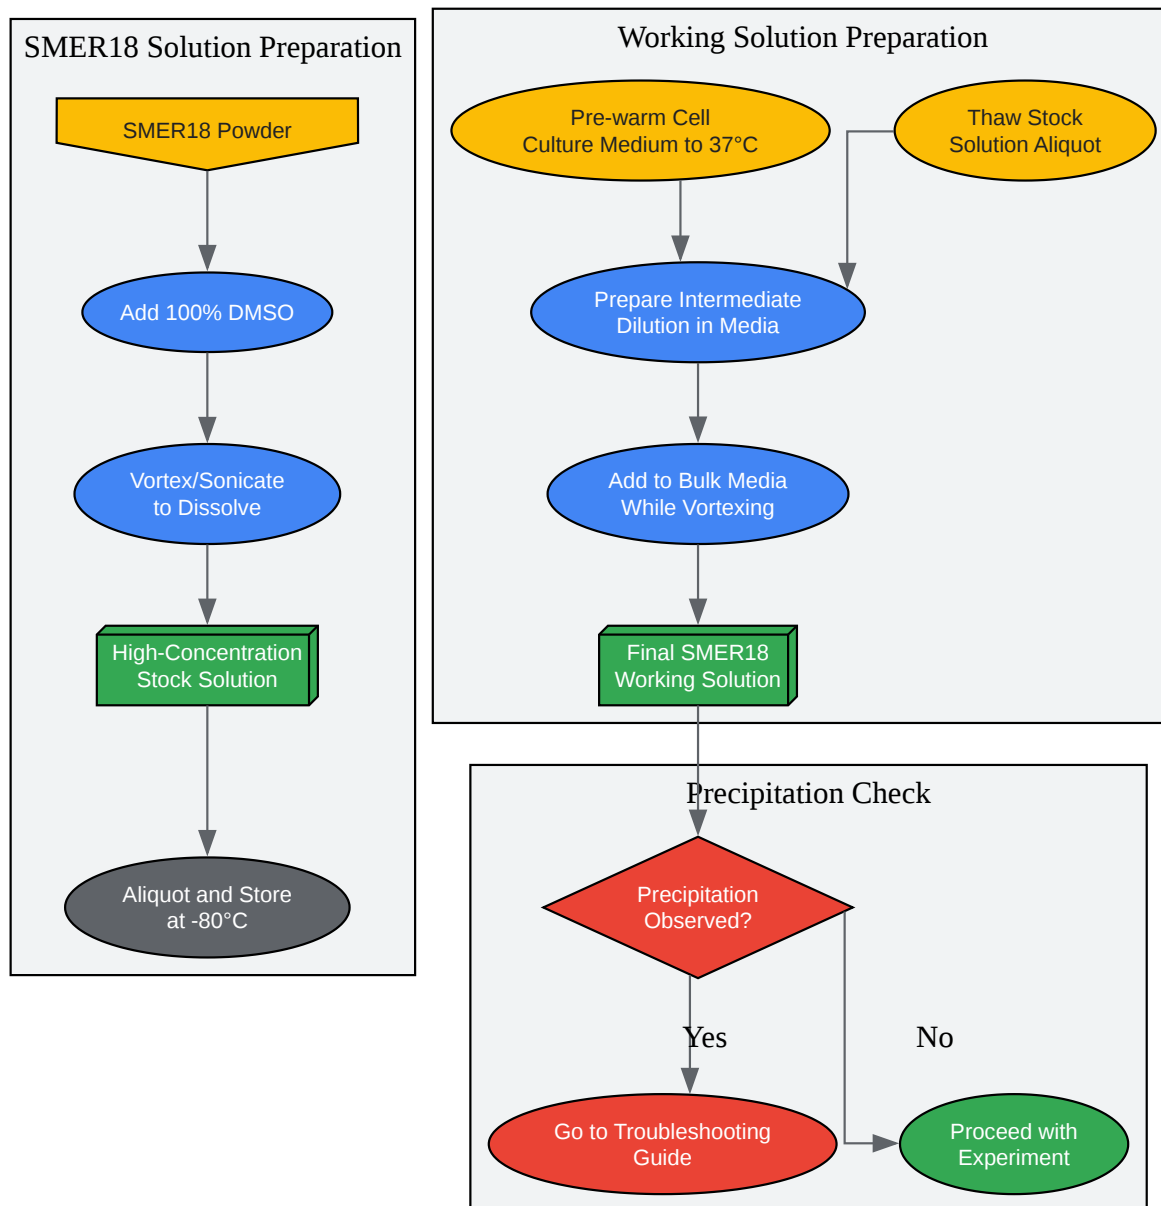 SMER18 Solution Preparation
SMER18 Powder
Add 100% DMSO
Vortex/Sonicate
to Dissolve
High-Concentration
Stock Solution
Aliquot and Store
at -80°C
Working Solution Preparation
Pre-warm Cell
Culture Medium to 37°C
Thaw Stock
Solution Aliquot
Prepare Intermediate
Dilution in Media
Add to Bulk Media
While Vortexing
Final SMER18
Working Solution
Precipitation Check
Precipitation
Observed?
Yes
No
Go to Troubleshooting
Guide
Proceed with
Experiment